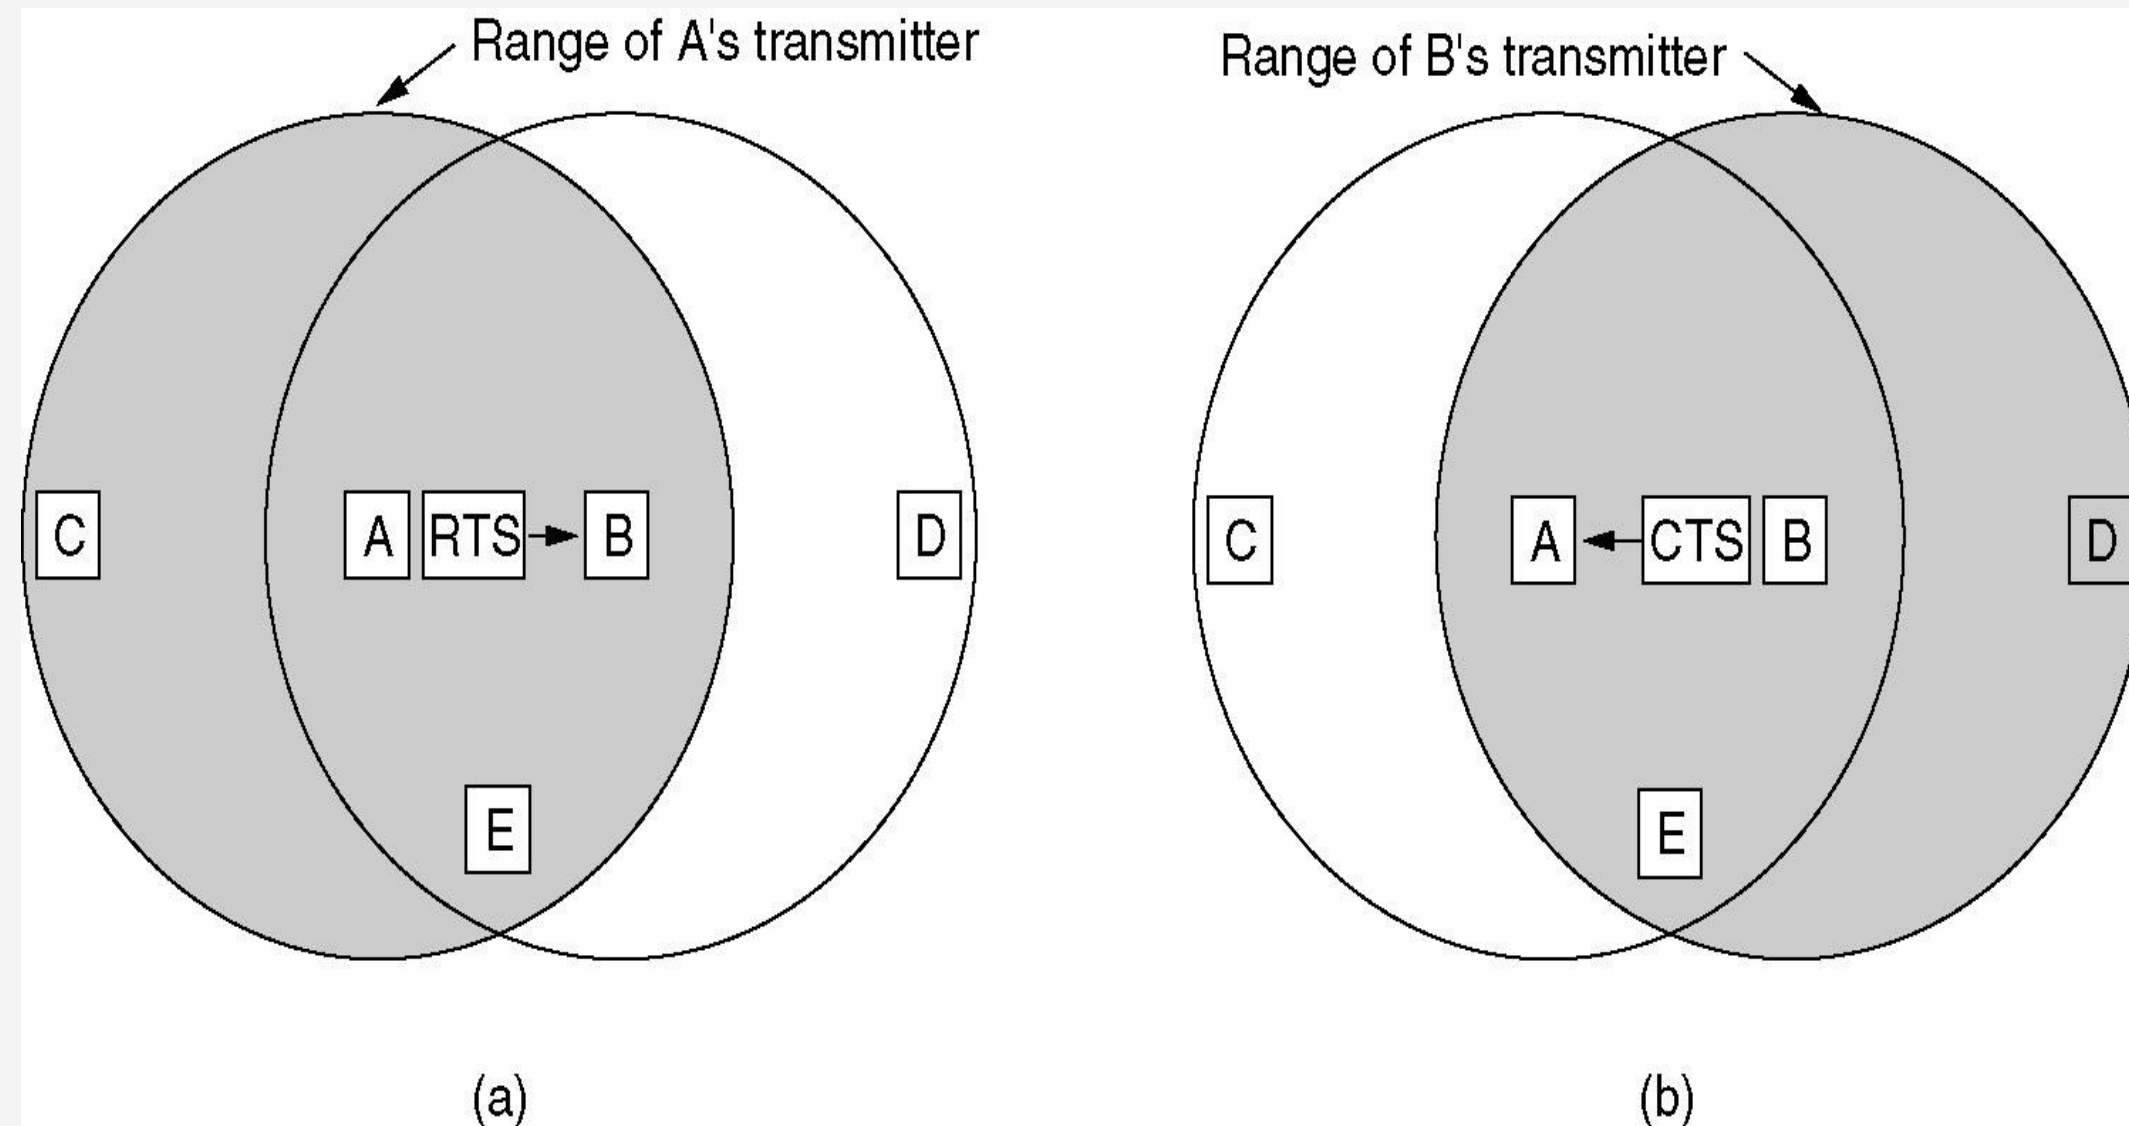 Range of A's transmitter
C
A
RTS
B
D
E
(a)
Range of B's transmitter
C
A
CTS
B
D
E
(b)